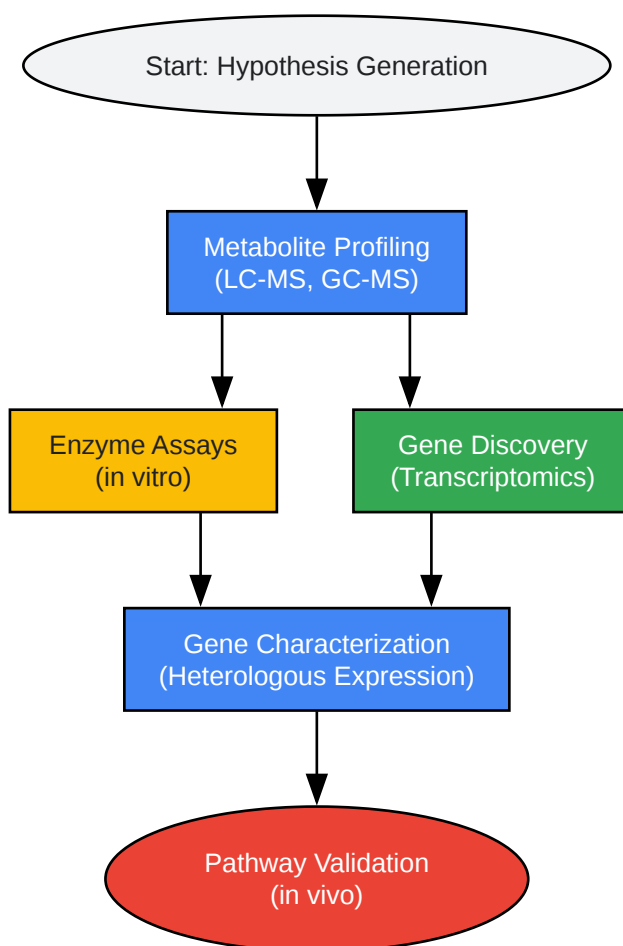 Start: Hypothesis Generation
Metabolite Profiling
(LC-MS, GC-MS)
Enzyme Assays
(in vitro)
Gene Discovery
(Transcriptomics)
Gene Characterization
(Heterologous Expression)
Pathway Validation
(in vivo)